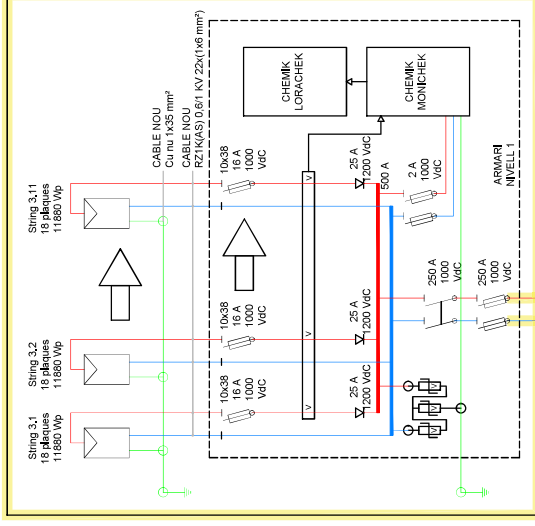 String 3,1
18 plaques
11880 Wp
String 3,2
18 plaques
11880 Wp
String 3,11
18 plaques
11880 Wp
CABLE NOU
Cu nu 1x35 mm²
CABLE NOU
RZ1K(AS) 0,6/1 KV 22x(1x6 mm²)
10x38
16 A
1000
VdC
10x38
16 A
1000
VdC
10x38
16 A
1000
VdC
V
V
V
CHEMIK
LORACHEK
CHEMIK
MONICHEK
25 A
1200 VdC
25 A
1200 VdC
25 A
1200 VdC
500 A
2 A
1000
VdC
ARMARI
NIVELL 1
250 A
1000
VdC
250 A
1000
VdC